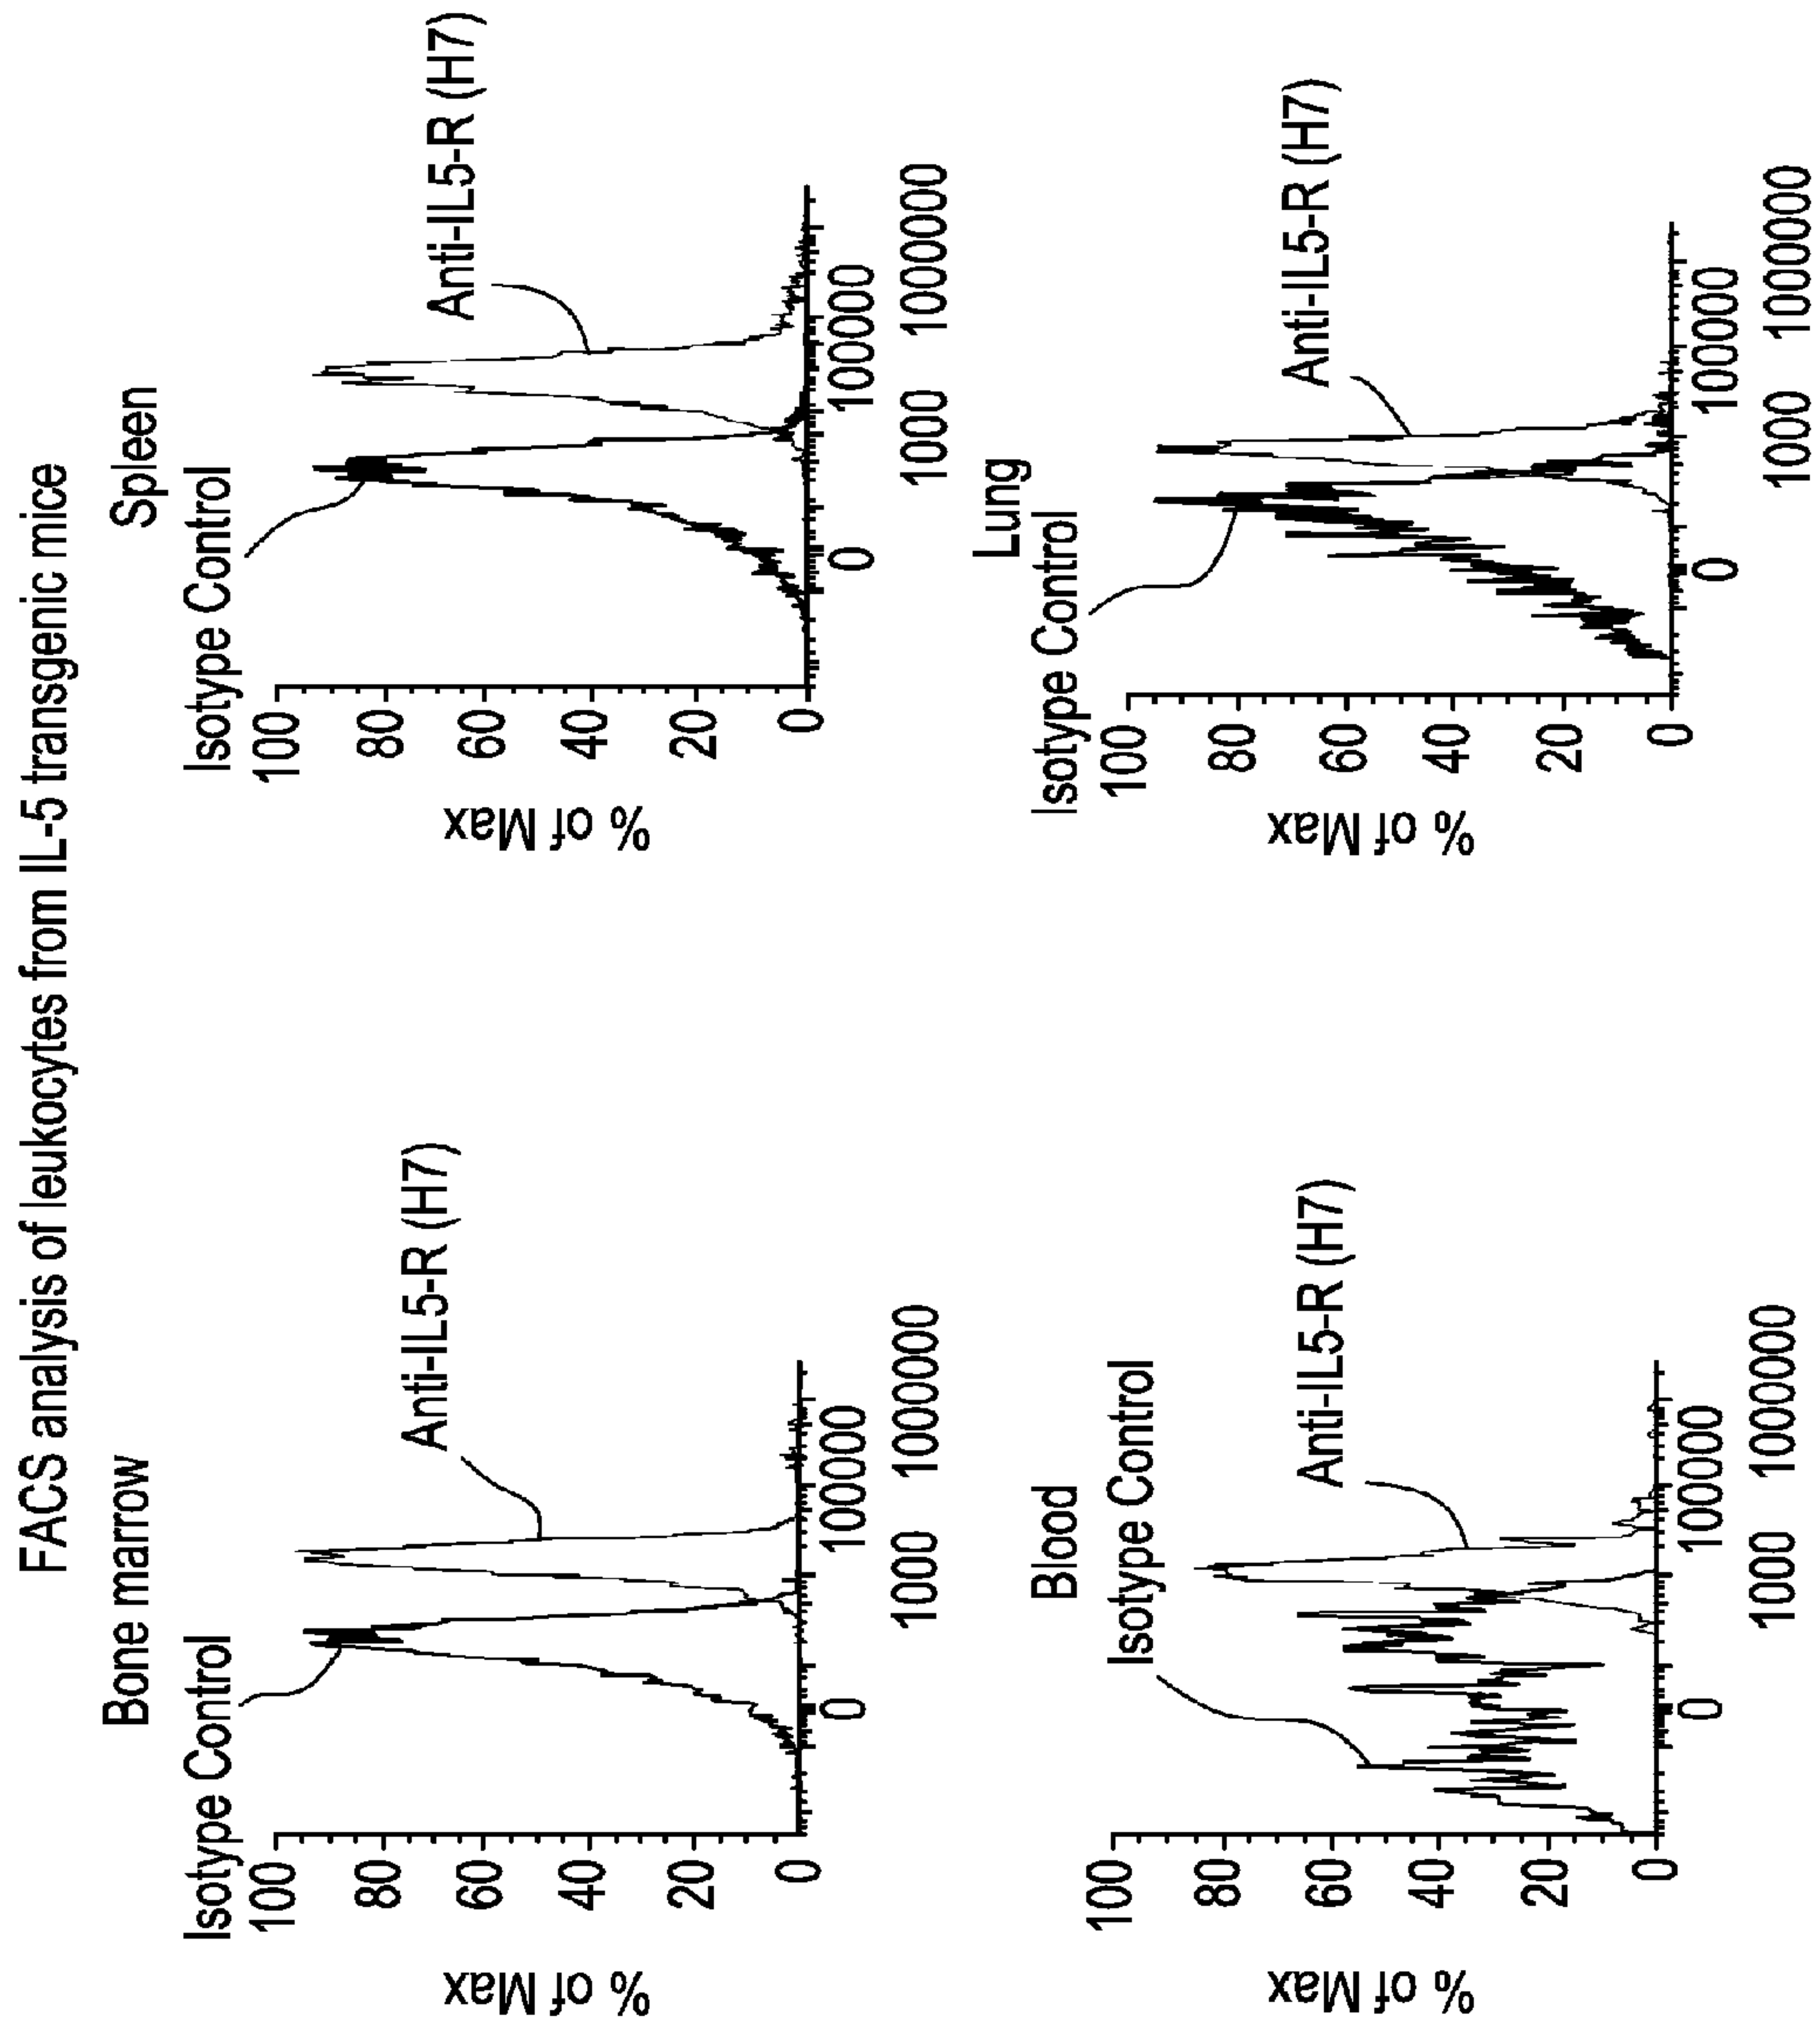 FACS analysis of leukocytes from IL-5 transgenic mice
Bone marrow
Isotype Control
Anti-IL5-R (H7)
% of Max
100
80
60
40
20
0
0
1000
100000
1000000
Spleen
Isotype Control
Anti-IL5-R (H7)
% of Max
100
80
60
40
20
0
0
1000
100000
1000000
Blood
Isotype Control
Anti-IL5-R (H7)
% of Max
100
80
60
40
20
0
0
1000
100000
1000000
Lung
Isotype Control
Anti-IL5-R (H7)
% of Max
100
80
60
40
20
0
0
1000
100000
1000000